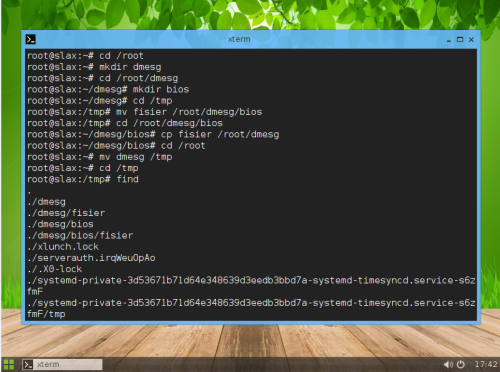 xterm
root@slax:~# cd /root
root@slax:~# mkdir dmesg
root@slax:~# cd /root/dmesg
root@slax:~/dmesg# mkdir bios
root@slax:~/dmesg# cd /tmp
root@slax:/tmp# mv fisier /root/dmesg/bios
root@slax:/tmp# cd /root/dmesg/bios
root@slax:~/dmesg/bios# cp fisier /root/dmesg
root@slax:~/dmesg/bios# cd /root
root@slax:~# mv dmesg /tmp
root@slax:~# cd /tmp
root@slax:/tmp# find
.
./dmesg
./dmesg/fisier
./dmesg/bios
./dmesg/bios/fisier
./xlunch.lock
./serverauth.irqWeuOpAo
./.X0-lock
./systemd-private-3d53671b71d64e348639d3eedb3bbd7a-systemd-timesyncd.service-s6z
fmF
./systemd-private-3d53671b71d64e348639d3eedb3bbd7a-systemd-timesyncd.service-s6z
fmF/tmp
xterm
17:42